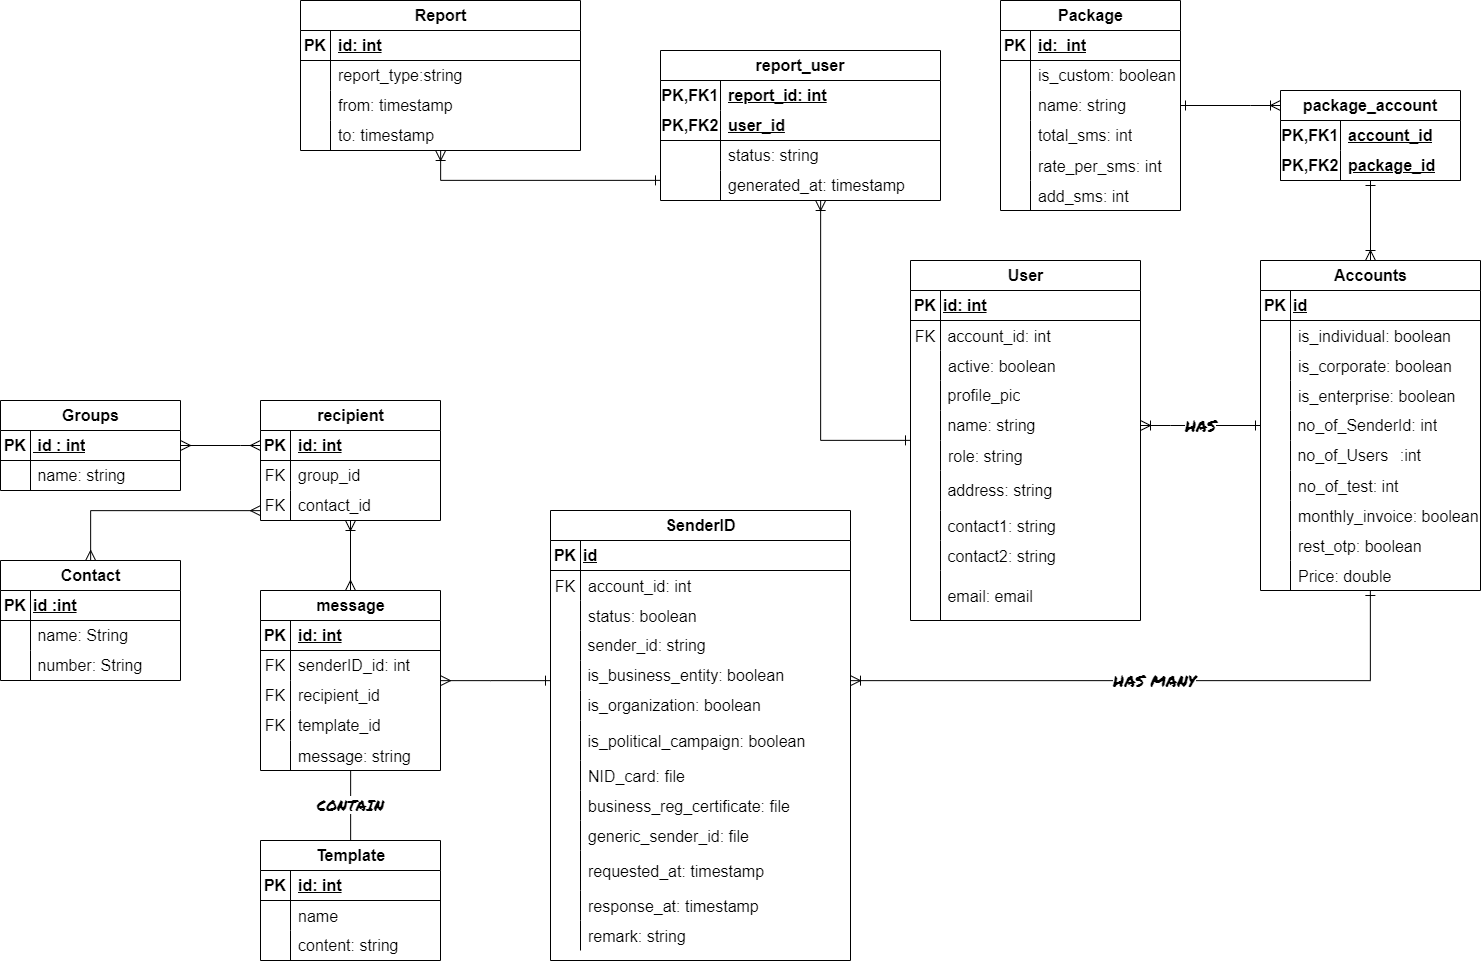 Report
PK id: int
report_type:string
from: timestamp
to: timestamp
report_user
PK,FK1 report_id: int
PK,FK2 user_id
status: string
generated_at: timestamp
Package
PK id: int
is_custom: boolean
name: string
total_sms: int
rate_per_sms: int
add_sms: int
package_account
PK,FK1 account_id
PK,FK2 package_id
User
PK id: int
FK account_id: int
active: boolean
profile_pic
name: string
role: string
address: string
contact1: string
contact2: string
email: email
HAS
Accounts
PK id
is_individual: boolean
is_corporate: boolean
is_enterprise: boolean
no_of_SenderId: int
no_of_Users :int
no_of_test: int
monthly_invoice: boolean
rest_otp: boolean
Price: double
Groups
PK id : int
name: string
recipient
PK id: int
FK group_id
FK contact_id
Contact
PK id :int
name: String
number: String
message
PK id: int
FK senderID_id: int
FK recipient_id
FK template_id
message: string
CONTAIN
Template
PK id: int
name
content: string
SenderID
PK id
FK account_id: int
status: boolean
sender_id: string
is_business_entity: boolean
is_organization: boolean
is_political_campaign: boolean
NID_card: file
business_reg_certificate: file
generic_sender_id: file
requested_at: timestamp
response_at: timestamp
remark: string
HAS MANY